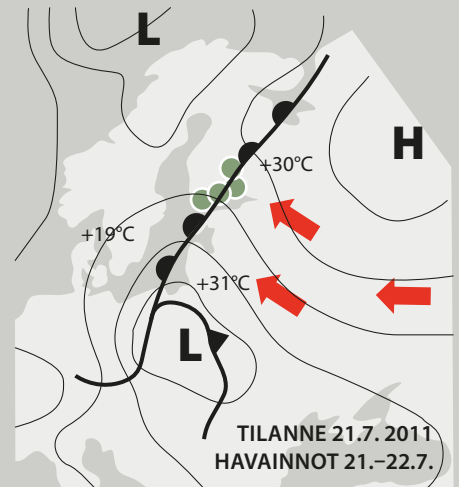 L
H
+30°C
+19°C
+31°C
L
TILANNE 21.7. 2011
HAVAINNOT 21.–22.7.